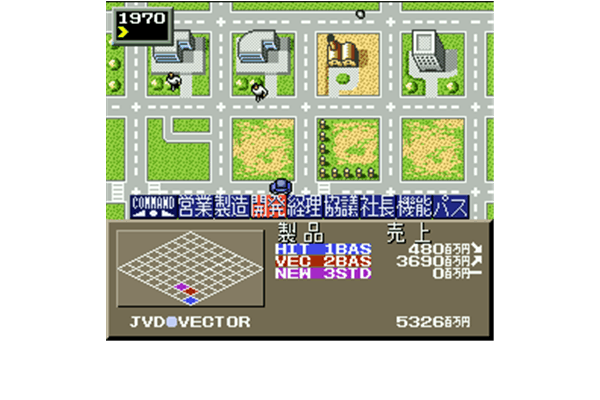 1970
COMMAND 営業 製造 開発 経理 協議 社長 機能 パス
製品 売上
HIT 1BAS 480百万円
VEC 2BAS 3690百万円
NEW 3STD 0百万円
JVD VECTOR 5326百万円